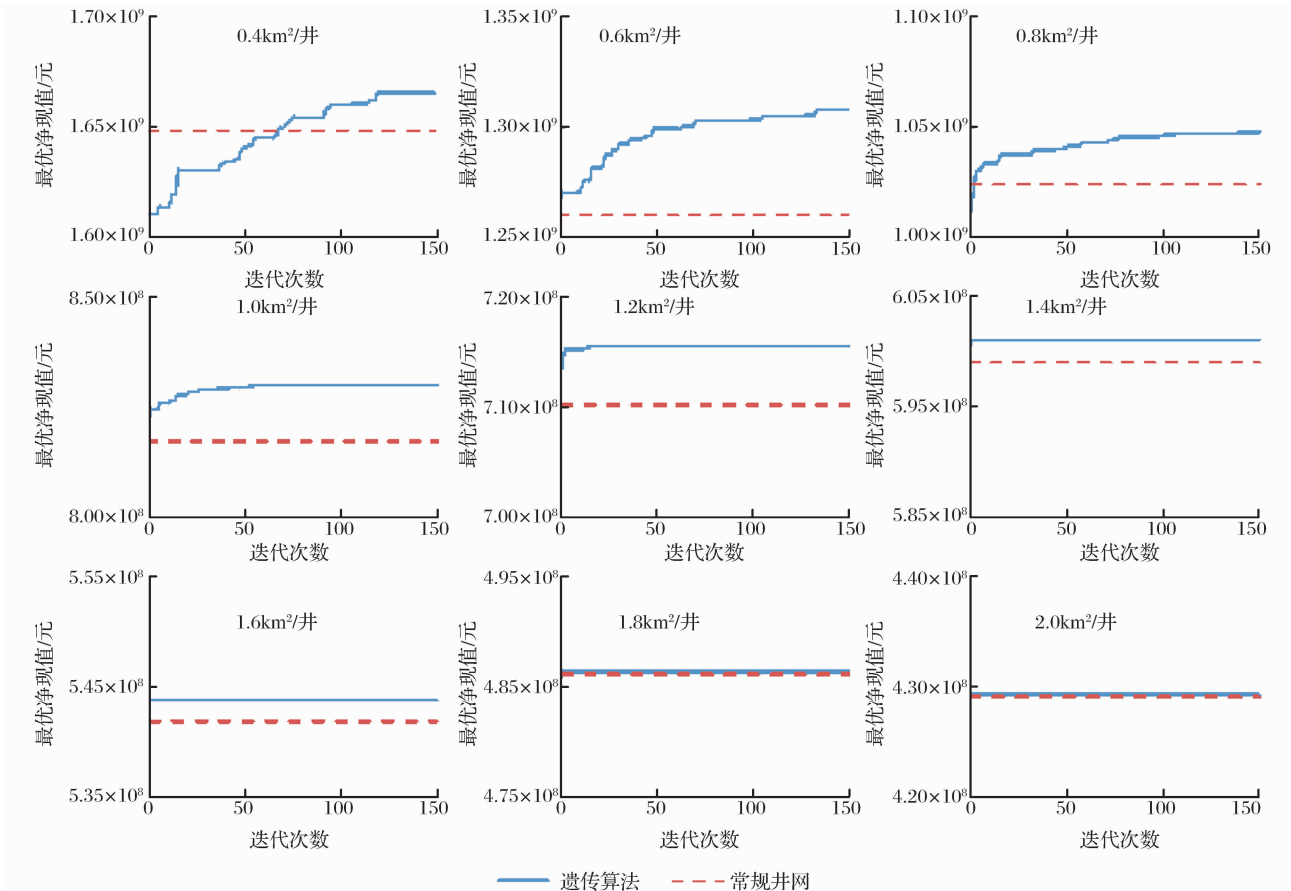 0.4km²/井
最优净现值/元
1.70×10⁹
1.65×10⁹
1.60×10⁹
0
50
100
150
迭代次数
0.6km²/井
最优净现值/元
1.35×10⁹
1.30×10⁹
1.25×10⁹
0
50
100
150
迭代次数
0.8km²/井
最优净现值/元
1.10×10⁹
1.05×10⁹
1.00×10⁹
0
50
100
150
迭代次数
1.0km²/井
最优净现值/元
8.50×10⁸
8.00×10⁸
0
50
100
150
迭代次数
1.2km²/井
最优净现值/元
7.20×10⁸
7.10×10⁸
7.00×10⁸
0
50
100
150
迭代次数
1.4km²/井
最优净现值/元
6.05×10⁸
5.95×10⁸
5.85×10⁸
0
50
100
150
迭代次数
1.6km²/井
最优净现值/元
5.55×10⁸
5.45×10⁸
5.35×10⁸
0
50
100
150
迭代次数
1.8km²/井
最优净现值/元
4.95×10⁸
4.85×10⁸
4.75×10⁸
0
50
100
150
迭代次数
2.0km²/井
最优净现值/元
4.40×10⁸
4.30×10⁸
4.20×10⁸
0
50
100
150
迭代次数
遗传算法
常规井网